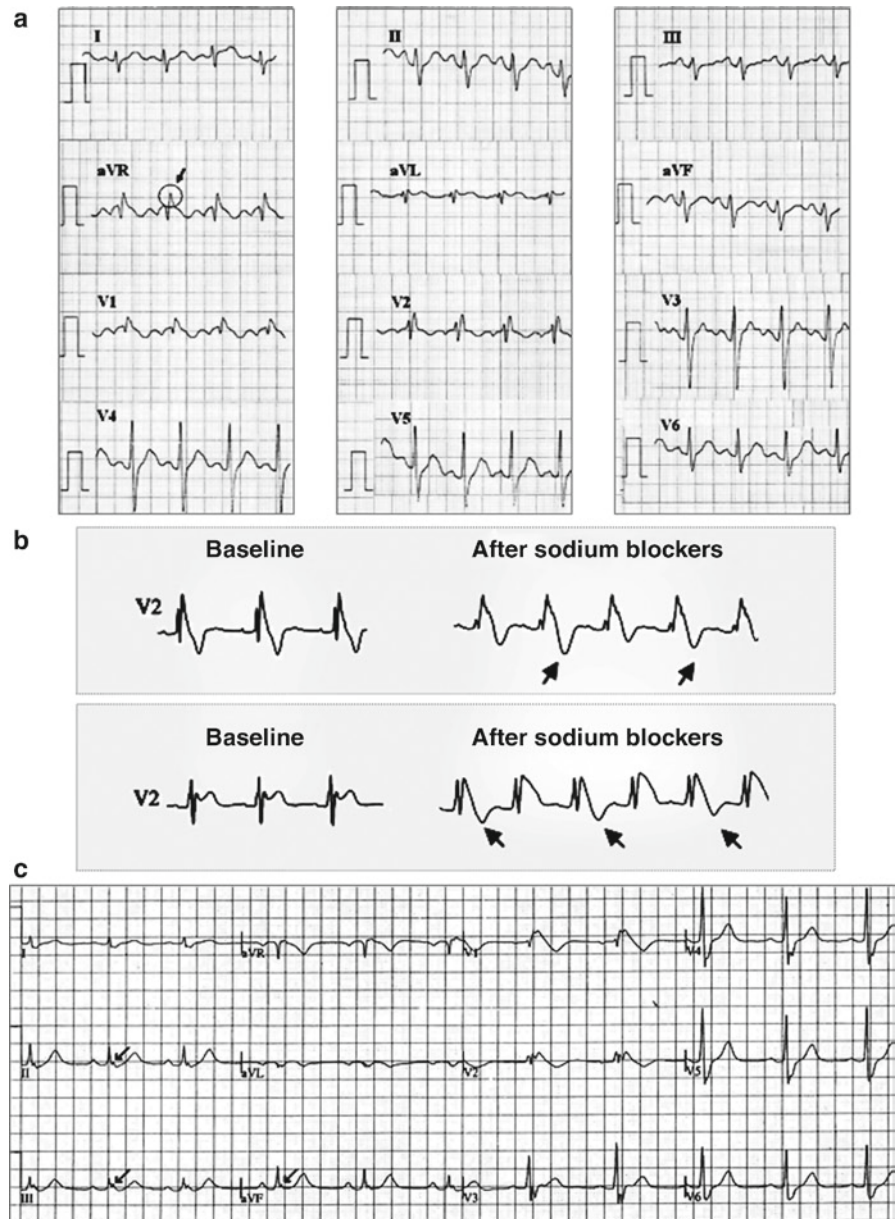 a
I II III
aVR aVL aVF
V1 V2 V3
V4 V5 V6
b
Baseline After sodium blockers
V2
Baseline After sodium blockers
V2
c
I aVR V1 V4
II aVL V2 V5
III aVF V3 V6